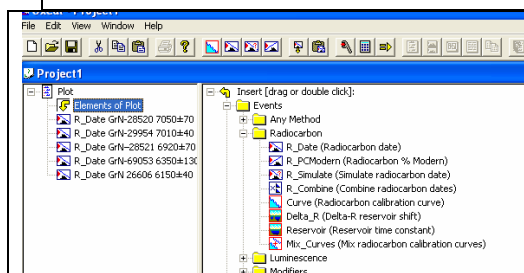 File Edit View Window Help
Project1
Plot
Elements of Plot
R_Date GrN-28520 7050±70
R_Date GrN-29954 7010±40
R_Date GrN--28521 6920±70
R_Date GrN-69053 6350±130
R_Date GrN 26606 6150±40
Insert [drag or double click]:
Events
Any Method
Radiocarbon
R_Date (Radiocarbon date)
R_PCModern (Radiocarbon % Modern)
R_Simulate (Simulate radiocarbon date)
R_Combine (Combine radiocarbon dates)
Curve (Radiocarbon calibration curve)
Delta_R (Delta-R reservoir shift)
Reservoir (Reservoir time constant)
Mix_Curves (Mix radiocarbon calibration curves)
Luminescence
Modifiers